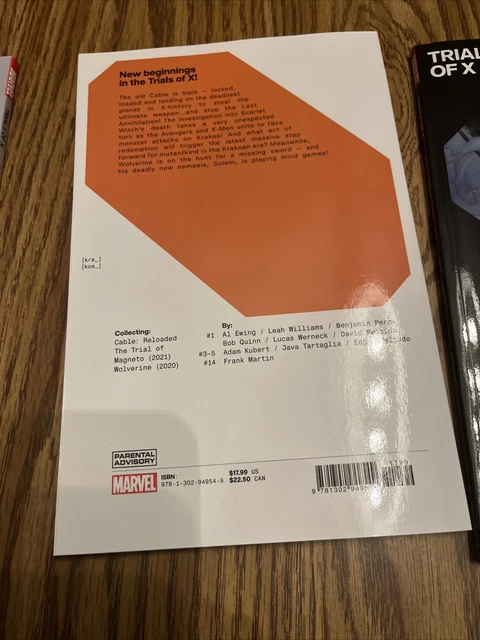 New beginnings
in the Trials of X!
The old Cable is back — locked,
loaded and landing on the deadliest
planet in X-history to steal the
ultimate weapon—and stop the Last
Annihilation! The investigation into Scarlet
Witch's death takes a very unexpected
turn as the Avengers and X-Men unite to face
monster attacks on Krakoa! And what act of
redemption will trigger the latest massive step
forward for mutantkind in the Krakoan era? Meanwhile,
Wolverine is on the hunt for a missing sword — and
his deadly new nemesis, Solem, is playing mind games!
[kra_]
[koa_]
Collecting:
Cable: Reloaded #1
The Trial of
Magneto (2021) #3–5
Wolverine (2020) #14
By:
Al Ewing / Leah Williams / Benjamin Percy
Bob Quinn / Lucas Werneck / David
Adam Kubert / Java Tartaglia /
Frank Martin
PARENTAL
ADVISORY
MARVEL
ISBN:
978-1-302-94954-9
$17.99 US
$22.50 CAN
9 781302
TRIAL
OF X